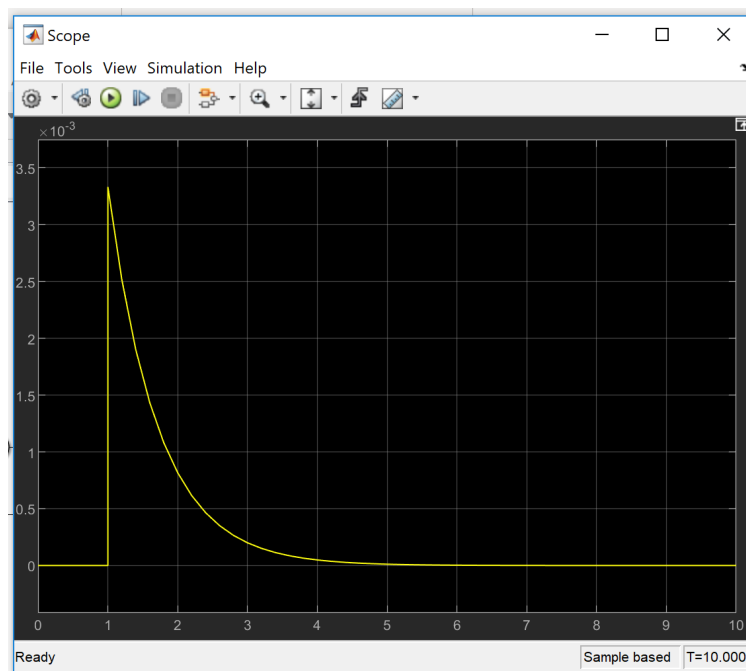 Scope
File Tools View Simulation Help
×10⁻³
3.5
3
2.5
2
1.5
1
0.5
0
0 1 2 3 4 5 6 7 8 9 10
Ready Sample based T=10.000